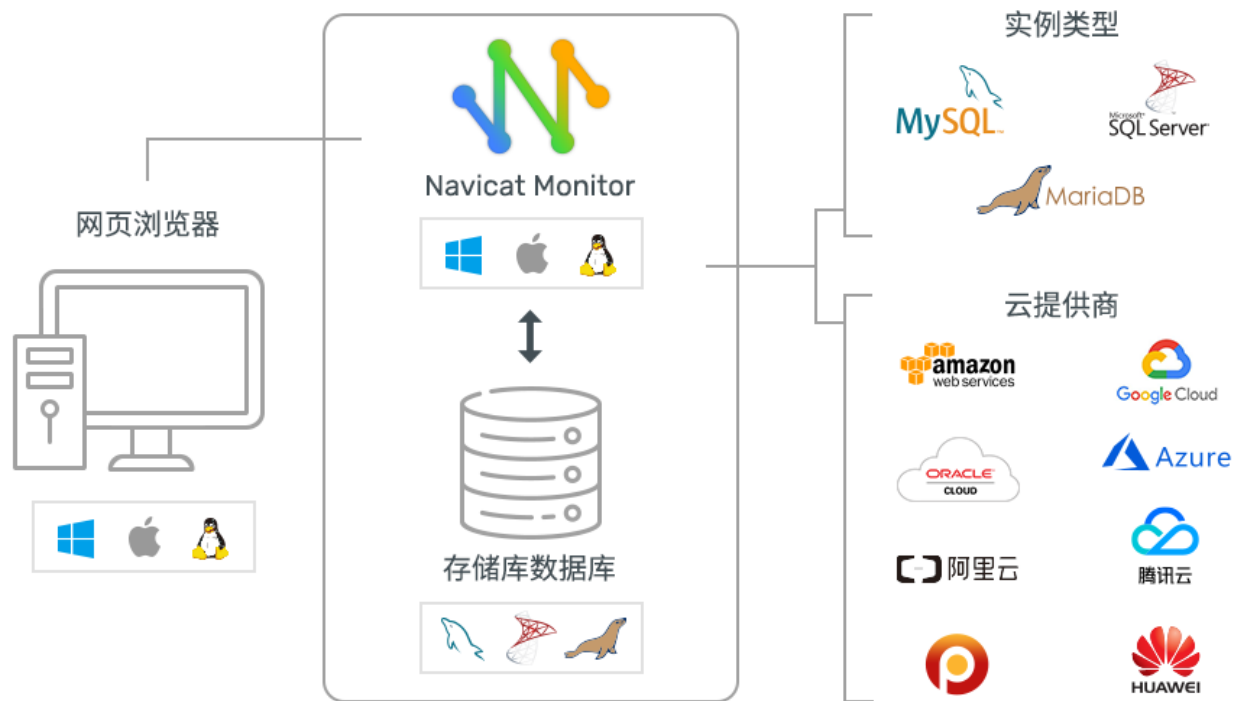 网页浏览器
Navicat Monitor
存储库数据库
实例类型
MySQL™
Microsoft®
SQL Server®
MariaDB
云提供商
amazon
web services
Google Cloud
ORACLE®
CLOUD
Azure
阿里云
腾讯云
HUAWEI